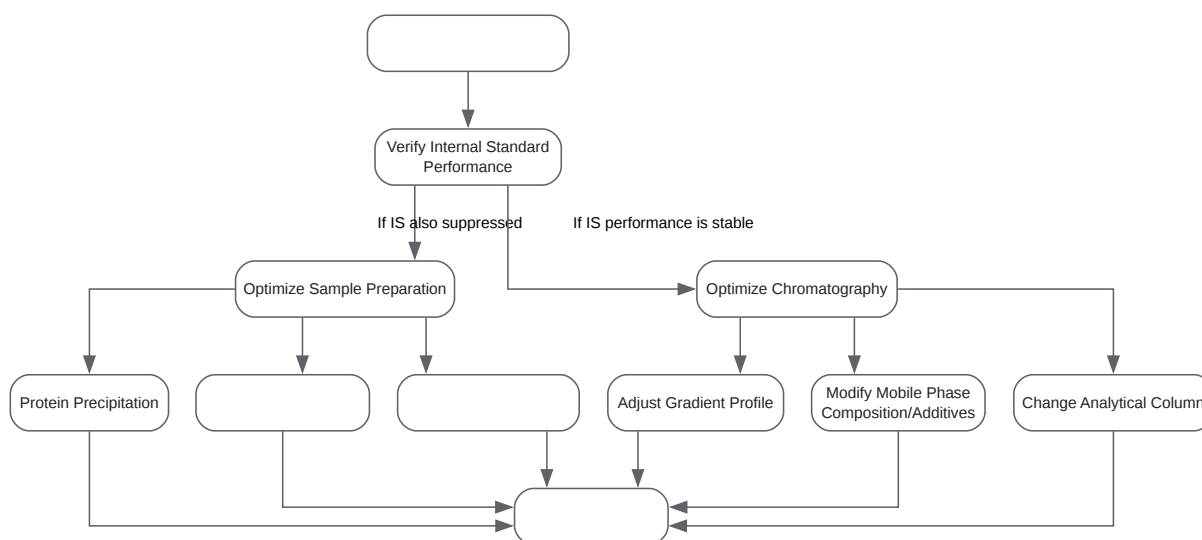 Verify Internal Standard
Performance
If IS also suppressed
If IS performance is stable
Optimize Sample Preparation
Optimize Chromatography
Protein Precipitation
Adjust Gradient Profile
Modify Mobile Phase
Composition/Additives
Change Analytical Column